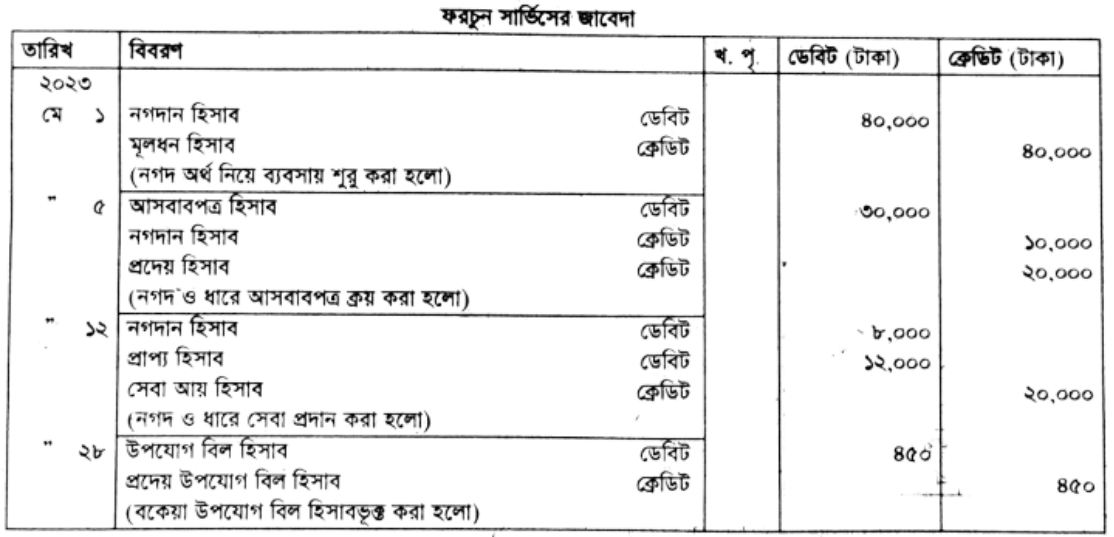 ফরচুন সার্ভিসের জাবেদা
তারিখ বিবরণ খ. পৃ. ডেবিট (টাকা) ক্রেডিট (টাকা)
২০২৩
মে ১ নগদান হিসাব ডেবিট ৪০,০০০
মূলধন হিসাব ক্রেডিট ৪০,০০০
(নগদ অর্থ নিয়ে ব্যবসায় শুরু করা হলো)
" ৫ আসবাবপত্র হিসাব ডেবিট ৩০,০০০
নগদান হিসাব ক্রেডিট ১০,০০০
প্রদেয় হিসাব ক্রেডিট ২০,০০০
(নগদ ও ধারে আসবাবপত্র ক্রয় করা হলো)
" ১২ নগদান হিসাব ডেবিট ৮,০০০
প্রাপ্য হিসাব ডেবিট ১২,০০০
সেবা আয় হিসাব ক্রেডিট ২০,০০০
(নগদ ও ধারে সেবা প্রদান করা হলো)
" ২৮ উপযোগ বিল হিসাব ডেবিট ৪৫০
প্রদেয় উপযোগ বিল হিসাব ক্রেডিট ৪৫০
(বকেয়া উপযোগ বিল হিসাবভুক্ত করা হলো)